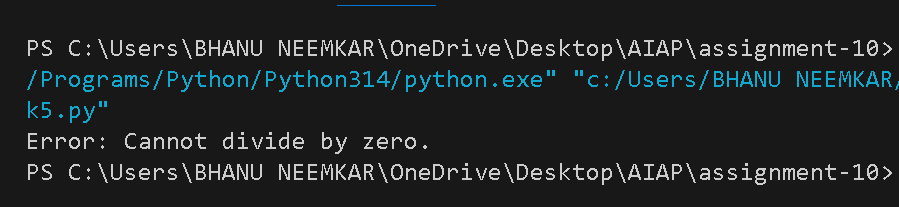 PS C:\Users\BHANU NEEMKAR\OneDrive\Desktop\AIAP\assignment-10>
/Programs/Python/Python314/python.exe" "c:/Users/BHANU NEEMKAR/
k5.py"
Error: Cannot divide by zero.
PS C:\Users\BHANU NEEMKAR\OneDrive\Desktop\AIAP\assignment-10>